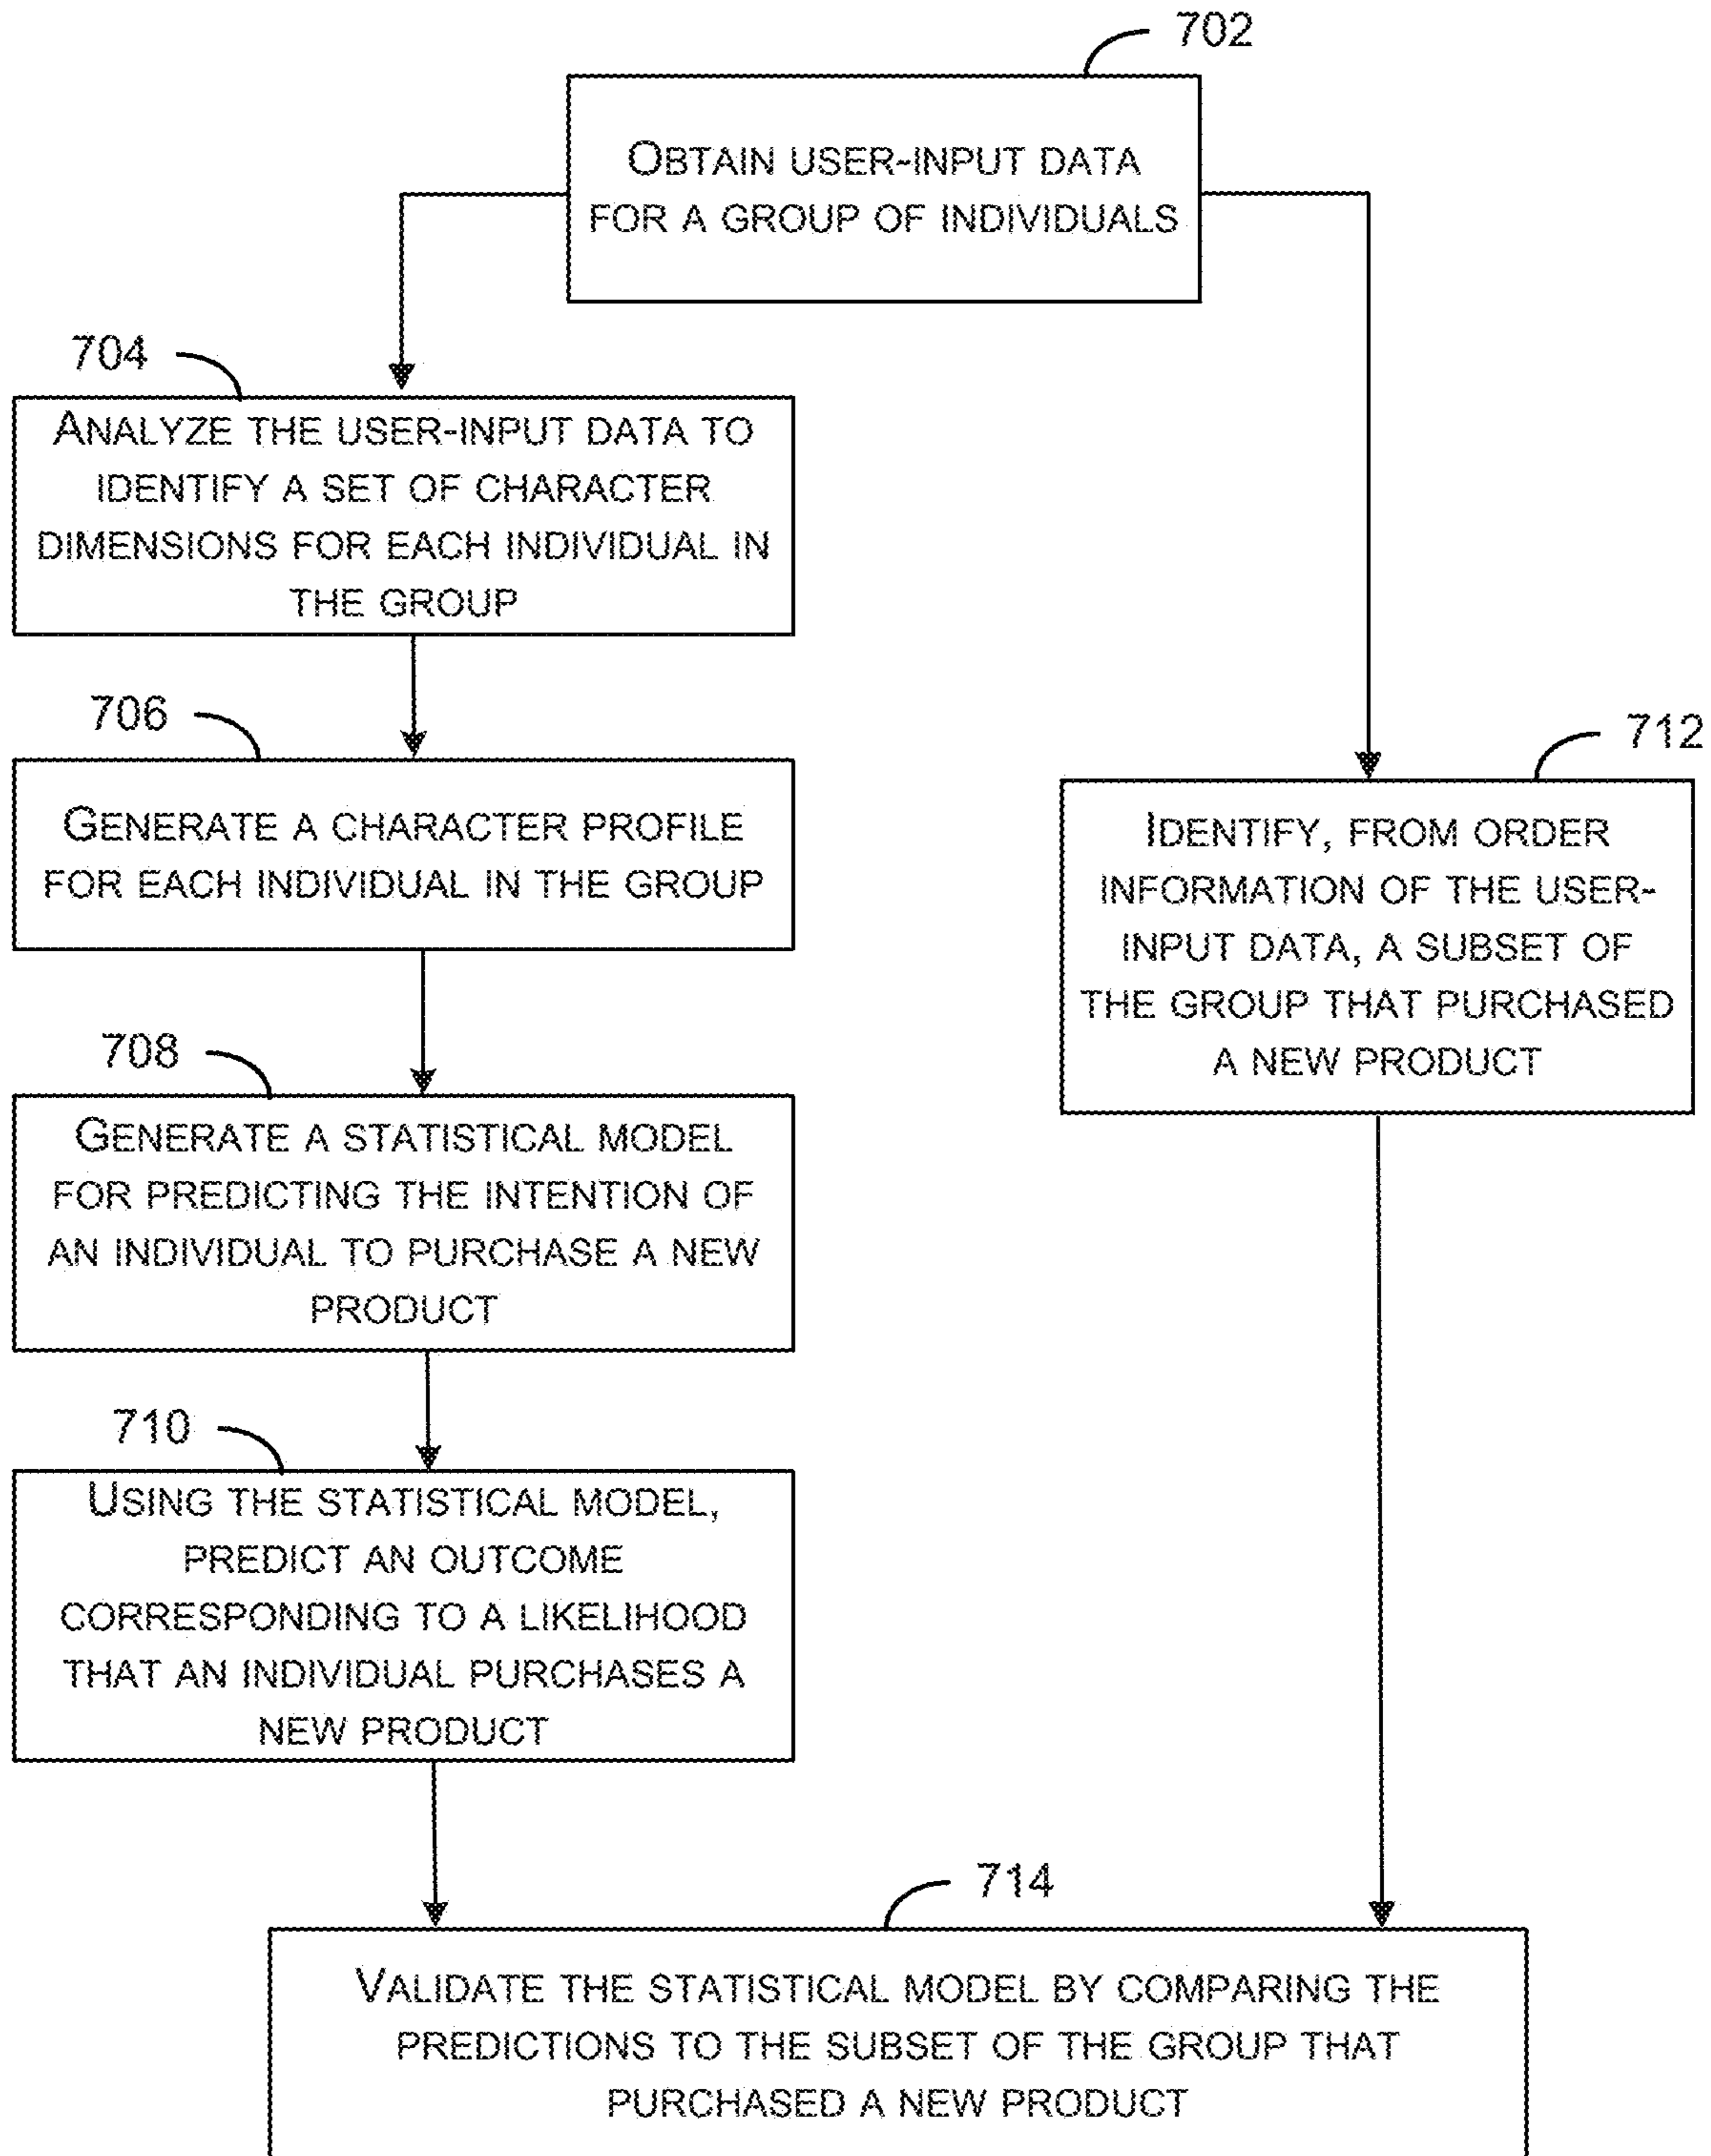 702
OBTAIN USER-INPUT DATA
FOR A GROUP OF INDIVIDUALS
704
ANALYZE THE USER-INPUT DATA TO
IDENTIFY A SET OF CHARACTER
DIMENSIONS FOR EACH INDIVIDUAL IN
THE GROUP
706
GENERATE A CHARACTER PROFILE
FOR EACH INDIVIDUAL IN THE GROUP
708
GENERATE A STATISTICAL MODEL
FOR PREDICTING THE INTENTION OF
AN INDIVIDUAL TO PURCHASE A NEW
PRODUCT
710
USING THE STATISTICAL MODEL,
PREDICT AN OUTCOME
CORRESPONDING TO A LIKELIHOOD
THAT AN INDIVIDUAL PURCHASES A
NEW PRODUCT
712
IDENTIFY, FROM ORDER
INFORMATION OF THE USER-
INPUT DATA, A SUBSET OF
THE GROUP THAT PURCHASED
A NEW PRODUCT
714
VALIDATE THE STATISTICAL MODEL BY COMPARING THE
PREDICTIONS TO THE SUBSET OF THE GROUP THAT
PURCHASED A NEW PRODUCT